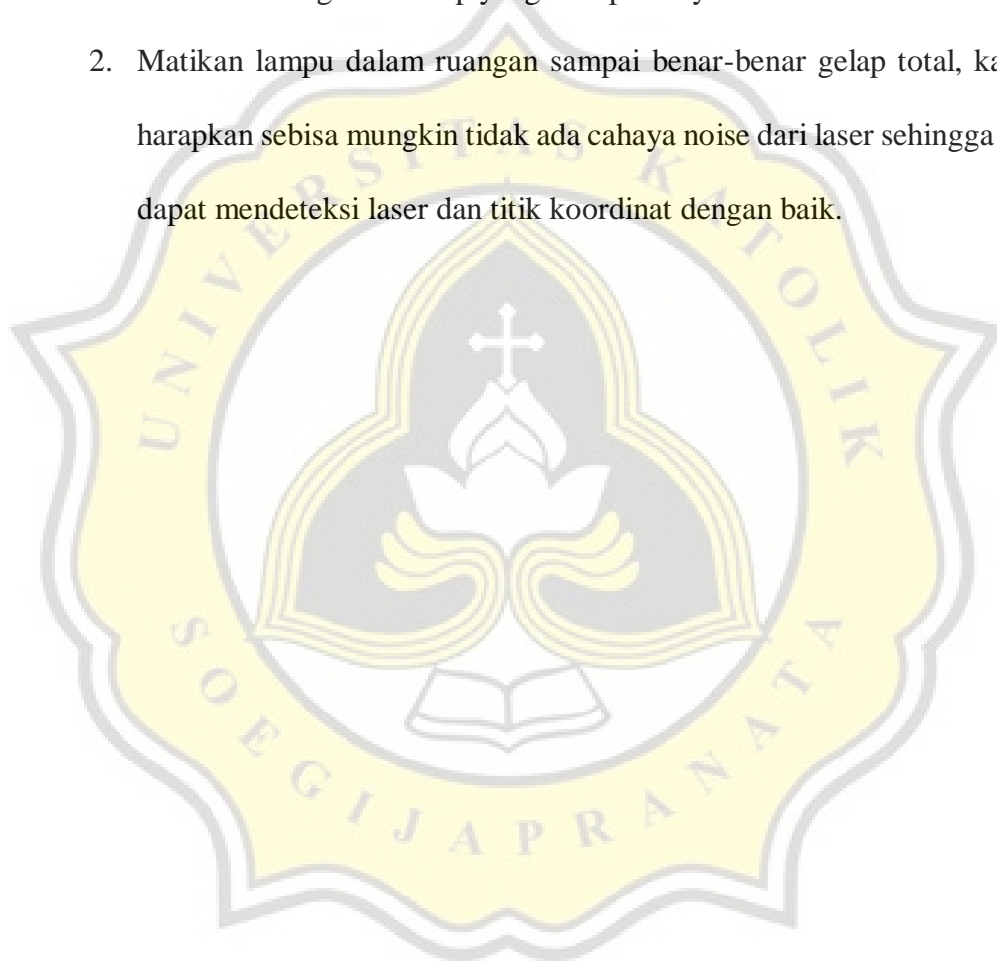 2. Matikan lampu dalam ruangan sampai benar-benar gelap total,
harapkan sebisa mungkin tidak ada cahaya noise dari laser sehingga
dapat mendeteksi laser dan titik koordinat dengan baik.
UNIVERSITAS KATOLIK
SOEGIJAPRANATA